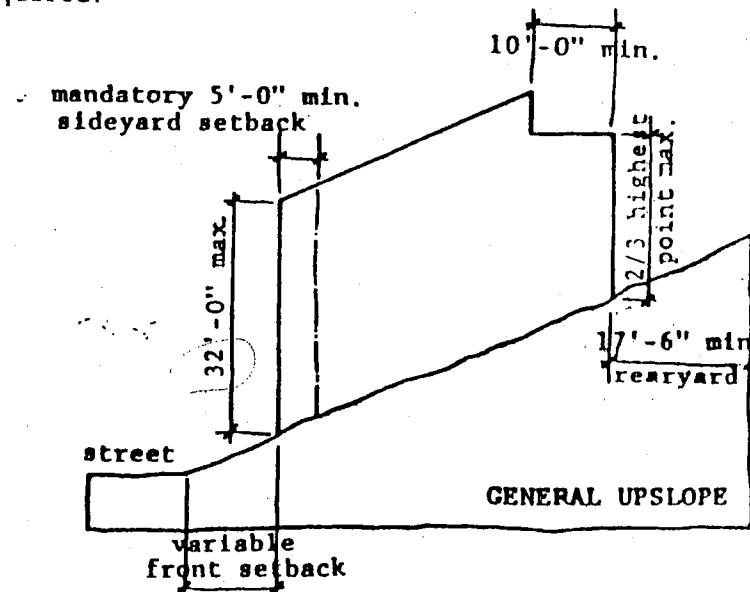 10'-0" min.
mandatory 5'-0" min.
sideyard setback
2/3 highest
point max.
32'-0" max.
17'-6" min
rearyard
street
GENERAL UPSLOPE
variable
front setback